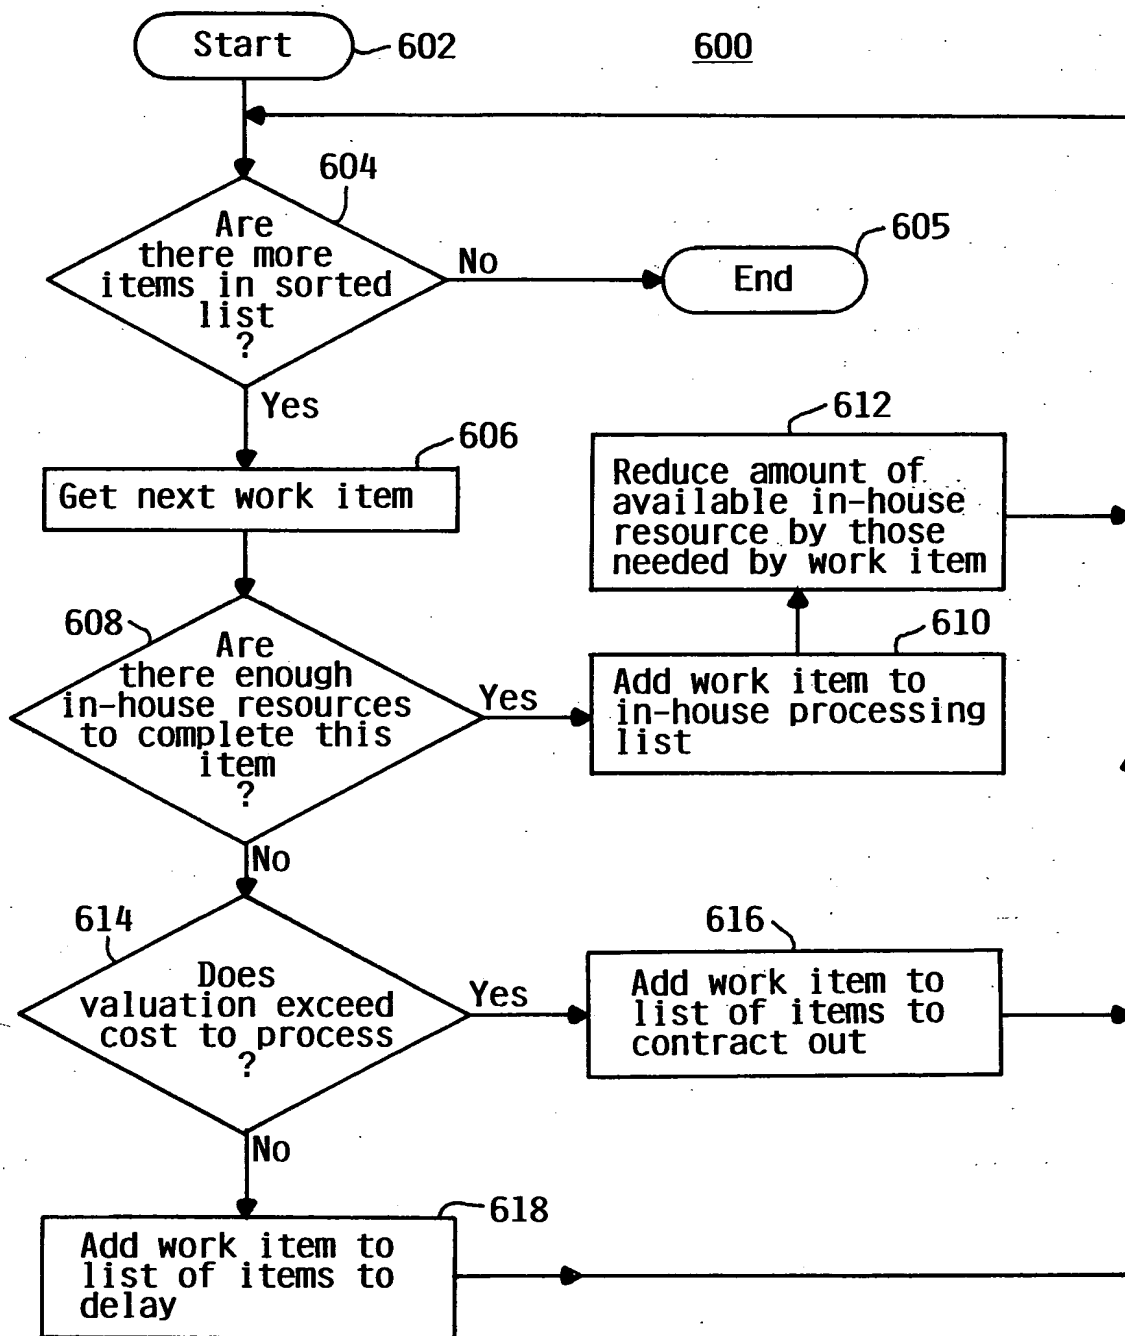 Start
602
600
604
Are
there more
items in sorted
list
?
No
605
End
Yes
606
Get next work item
612
Reduce amount of
available in-house
resource by those
needed by work item
608
Are
there enough
in-house resources
to complete this
item
?
Yes
610
Add work item to
in-house processing
list
No
614
Does
valuation exceed
cost to process
?
Yes
616
Add work item to
list of items to
contract out
No
618
Add work item to
list of items to
delay